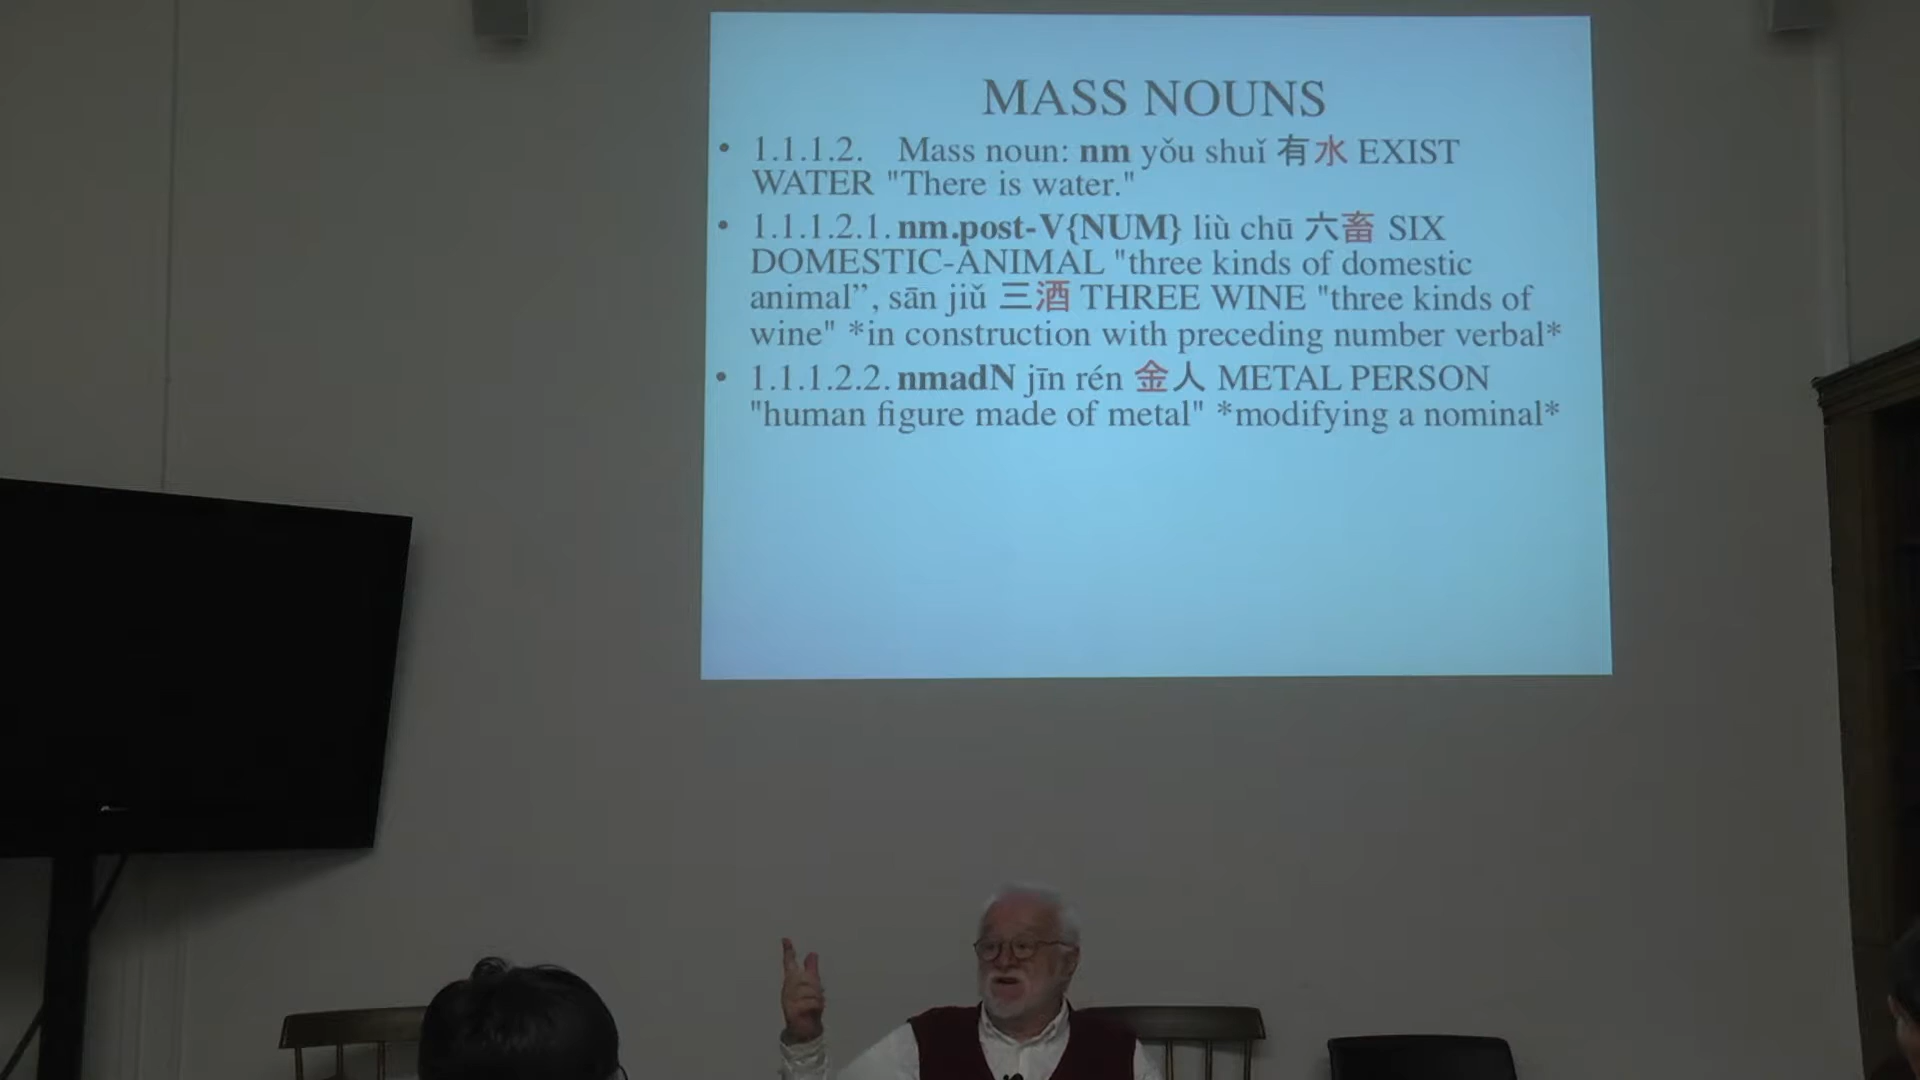 MASS NOUNS
• 1.1.1.2. Mass noun: nm yǒu shuǐ 有水 EXIST
WATER "There is water."
• 1.1.1.2.1. nm.post-V{NUM} liù chū 六畜 SIX
DOMESTIC-ANIMAL "three kinds of domestic
animal”, sān jiǔ 三酒 THREE WINE "three kinds of
wine" *in construction with preceding number verbal*
• 1.1.1.2.2. nmadN jīn rén 金人 METAL PERSON
"human figure made of metal" *modifying a nominal*